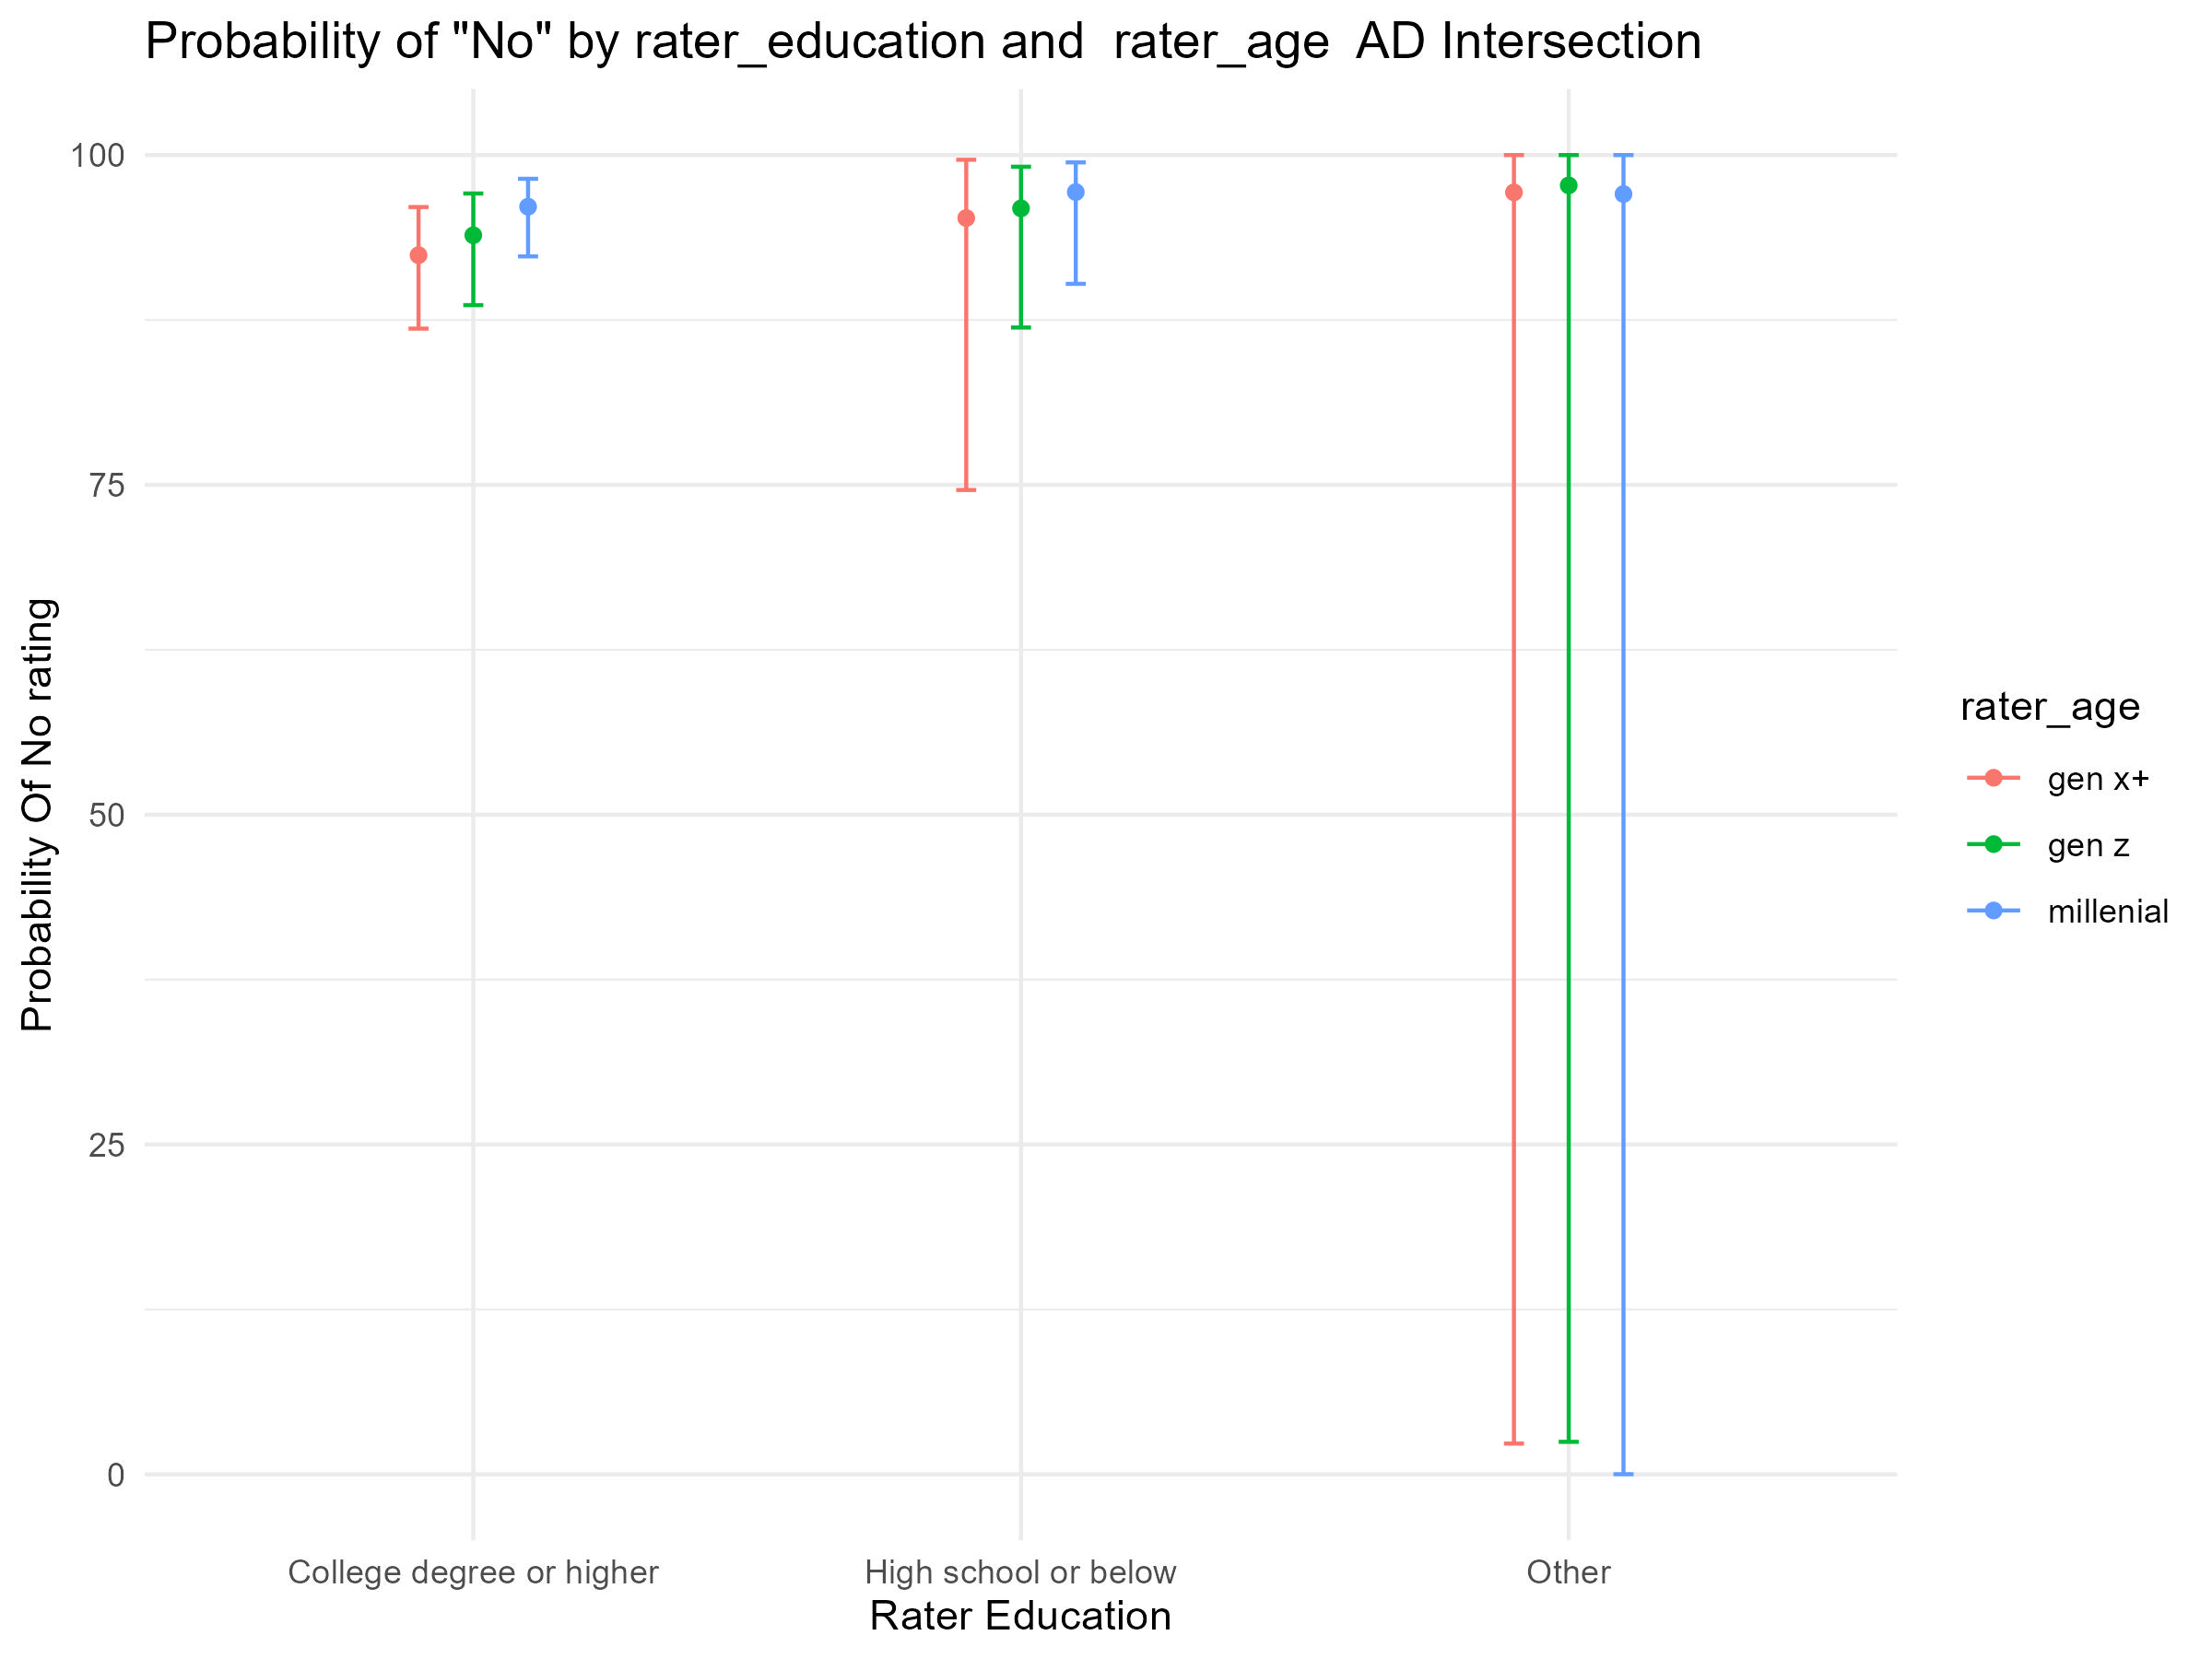 Probability of "No" by rater_education and  rater_age  AD Intersection
100
75
50
25
0
Probability Of No rating
College degree or higher
High school or below
Other
Rater Education
rater_age
gen x+
gen z
millenial